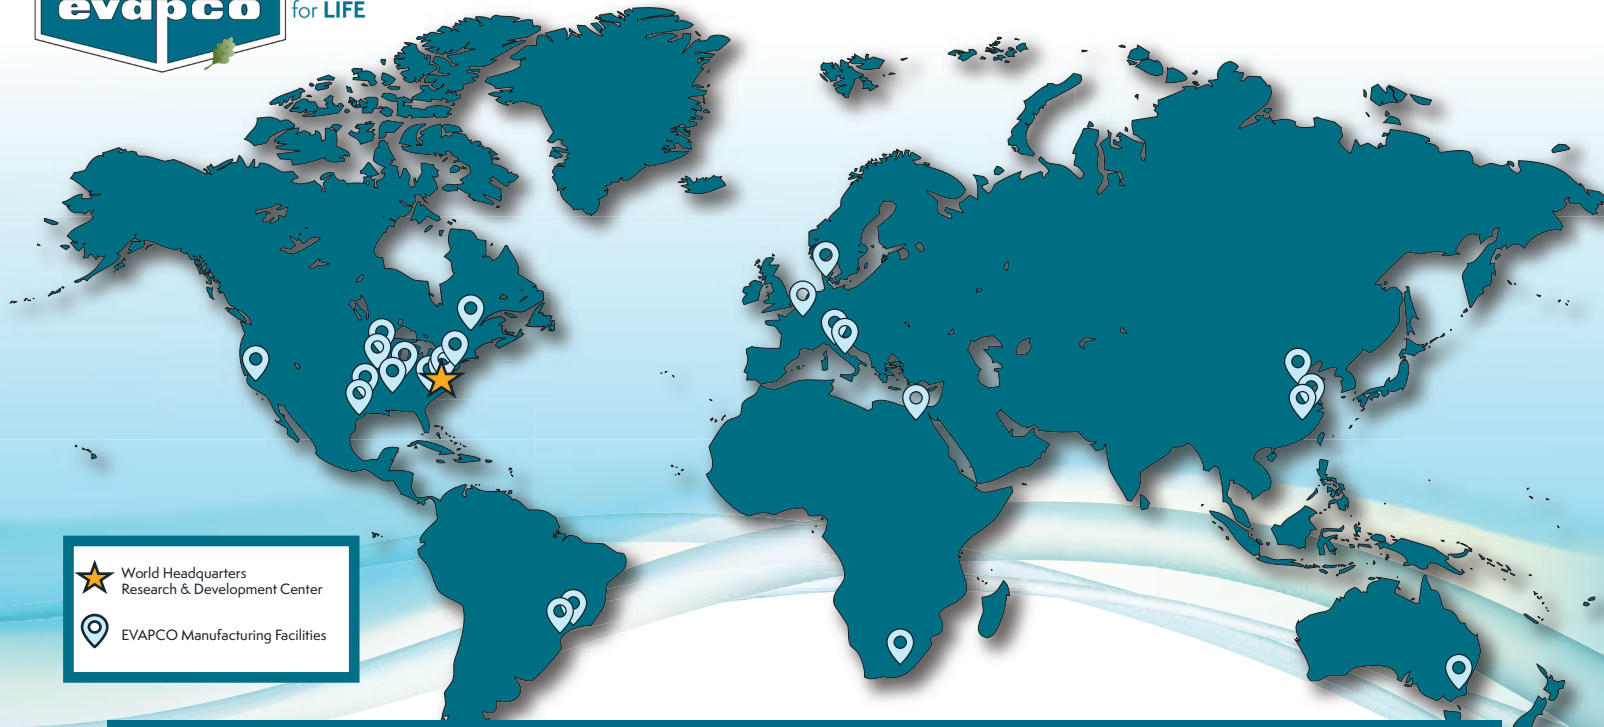 evapco
for LIFE
World Headquarters
Research & Development Center
EVAPCO Manufacturing Facilities